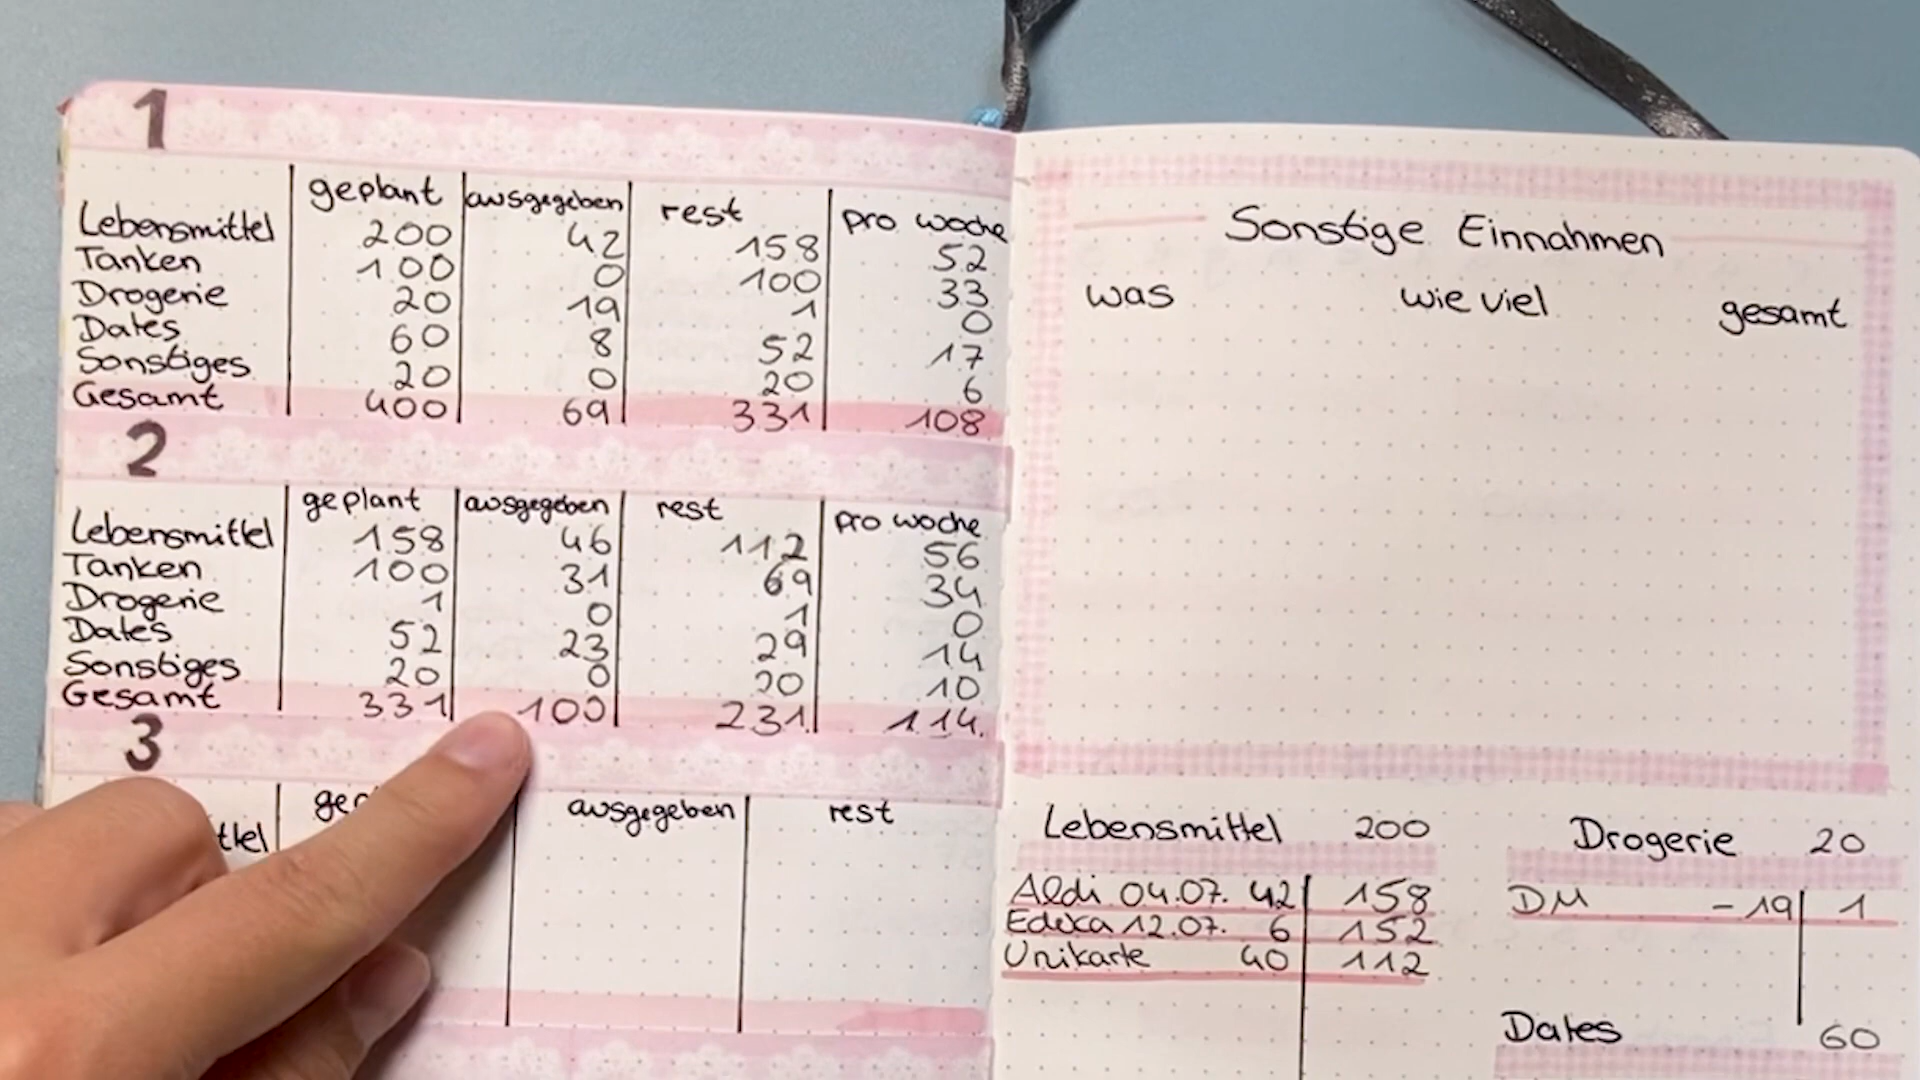 1
geplant ausgegeben rest pro woche
Lebensmittel 200 42 158 52
Tanken 100 0 100 33
Drogerie 20 19 1 0
Dates 60 8 52 17
Sonstiges 20 0 20 6
Gesamt 400 69 331 108
2
geplant ausgegeben rest pro woche
Lebensmittel 158 46 112 56
Tanken 100 31 69 34
Drogerie 1 0 1 0
Dates 52 23 29 14
Sonstiges 20 0 20 10
Gesamt 331 100 231 114
3
ausgegeben rest
Sonstige Einnahmen
was wie viel gesamt
Lebensmittel 200
Aldi 04.07. 42 158
Edeka 12.07. 6 152
Unikarte 40 112
Drogerie 20
DM -19 1
Dates 60